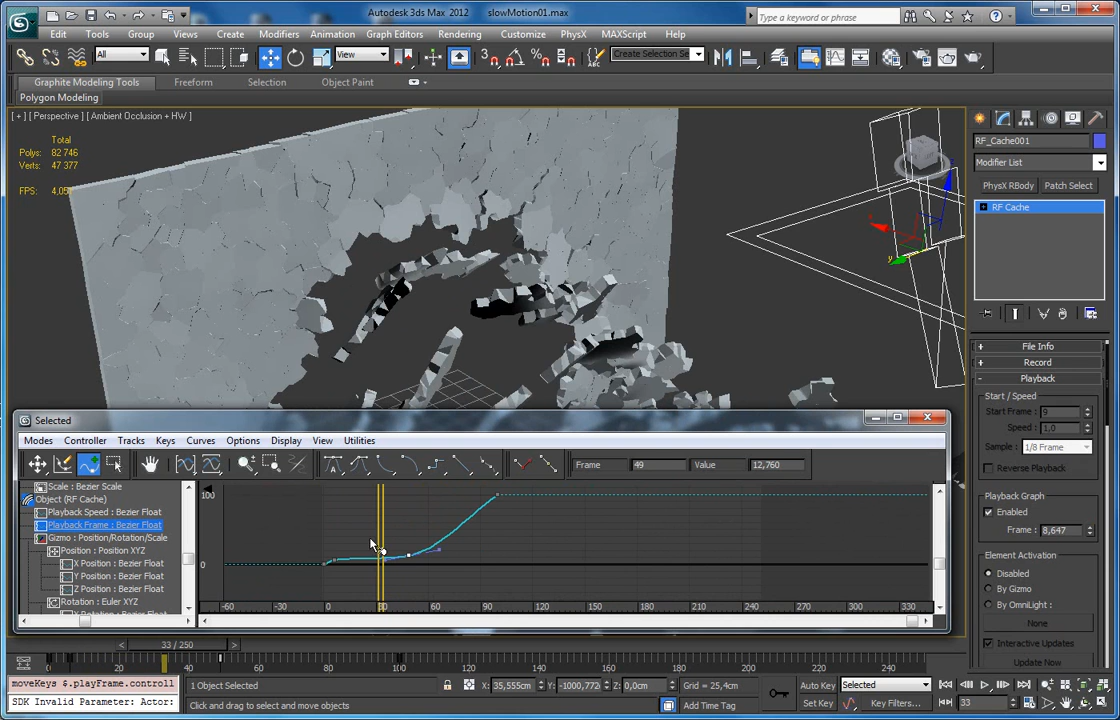 Autodesk 3ds Max 2012 slowMotion01.max
Type a keyword or phrase
Edit Tools Group Views Create Modifiers Animation Graph Editors Rendering Customize PhysX MAXScript Help
All View 3 Create Selection Se
Graphite Modeling Tools Freeform Selection Object Paint
Polygon Modeling
[ + ] [ Perspective ] [ Ambient Occlusion + HW ]
Total
Polys: 82 746
Verts: 47 377
FPS: 4,05
x
y
RF_Cache001
Modifier List
PhysX RBody Patch Select
RF Cache
+ File Info
+ Record
- Playback
Start / Speed
Start Frame: 9
Speed : 1,0
Sample : 1/8 Frame
Reverse Playback
Playback Graph
Enabled
Frame : 8,647
Element Activation
Disabled
By Gizmo
By OmniLight :
None
Interactive Updates
Update Now
Selected
Modes Controller Tracks Keys Curves Options Display View Utilities
Frame 49 Value 12,760
Scale : Bezier Scale
Object (RF Cache)
Playback Speed : Bezier Float
Playback Frame : Bezier Float
Gizmo : Position/Rotation/Scale
Position : Position XYZ
X Position : Bezier Float
Y Position : Bezier Float
Z Position : Bezier Float
Rotation : Euler XYZ
100
0
-60 -30 0 30 60 90 120 150 180 210 240 270 300 330
33 / 250
20 40 60 80 100 120 140 160 180 200 220
moveKeys $.playFrame.controll
SDK Invalid Parameter: Actor:
1 Object Selected
X: 35,555cm Y: -1000,772 Z: 0,0cm Grid = 25,4cm
Click and drag to select and move objects
Add Time Tag
Auto Key Selected
Set Key Key Filters... 33